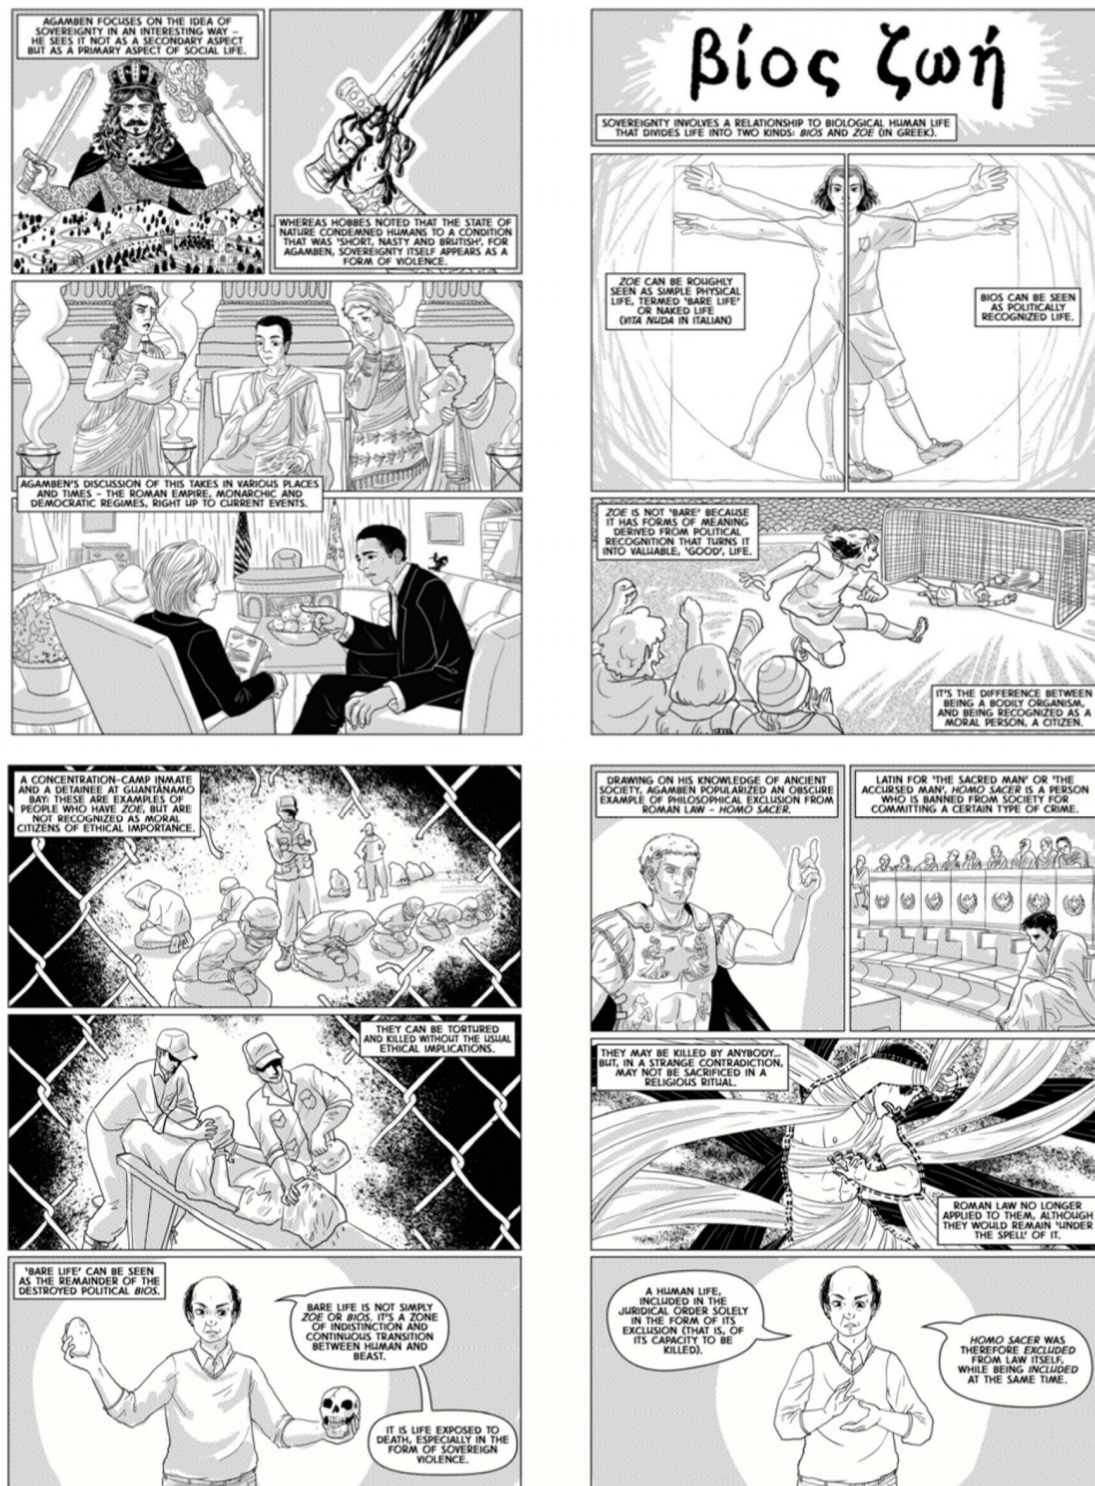 AGAMBEN FOCUSES ON THE IDEA OF
SOVEREIGNTY IN AN INTERESTING WAY –
HE SEES IT NOT AS A SECONDARY ASPECT
BUT AS A PRIMARY ASPECT OF SOCIAL LIFE.
WHEREAS HOBBES NOTED THAT THE STATE OF
NATURE CONDEMNED HUMANS TO A CONDITION
THAT WAS 'SHORT, NASTY AND BRUTISH', FOR
AGAMBEN, SOVEREIGNTY ITSELF APPEARS AS A
FORM OF VIOLENCE.
AGAMBEN'S DISCUSSION OF THIS TAKES IN VARIOUS PLACES
AND TIMES – THE ROMAN EMPIRE, MONARCHIC AND
DEMOCRATIC REGIMES, RIGHT UP TO CURRENT EVENTS.
βίος ζωή
SOVEREIGNTY INVOLVES A RELATIONSHIP TO BIOLOGICAL HUMAN LIFE
THAT DIVIDES LIFE INTO TWO KINDS: BIOS AND ZOE (IN GREEK).
ZOE CAN BE ROUGHLY
SEEN AS SIMPLE PHYSICAL
LIFE, TERMED 'BARE LIFE'
OR NAKED LIFE
(VITA NUDA IN ITALIAN)
BIOS CAN BE SEEN
AS POLITICALLY
RECOGNIZED LIFE.
ZOE IS NOT 'BARE' BECAUSE
IT HAS FORMS OF MEANING
DERIVED FROM POLITICAL
RECOGNITION THAT TURNS IT
INTO VALUABLE, 'GOOD', LIFE.
IT'S THE DIFFERENCE BETWEEN
BEING A BODILY ORGANISM,
AND BEING RECOGNIZED AS A
MORAL PERSON, A CITIZEN.
A CONCENTRATION-CAMP INMATE
AND A DETAINEE AT GUANTÁNAMO
BAY: THESE ARE EXAMPLES OF
PEOPLE WHO HAVE ZOE, BUT ARE
NOT RECOGNIZED AS MORAL
CITIZENS OF ETHICAL IMPORTANCE.
THEY CAN BE TORTURED
AND KILLED WITHOUT THE USUAL
ETHICAL IMPLICATIONS.
'BARE LIFE' CAN BE SEEN
AS THE REMAINDER OF THE
DESTROYED POLITICAL BIOS.
BARE LIFE IS NOT SIMPLY
ZOE OR BIOS. IT'S A ZONE
OF INDISTINCTION AND
CONTINUOUS TRANSITION
BETWEEN HUMAN AND
BEAST.
IT IS LIFE EXPOSED TO
DEATH, ESPECIALLY IN THE
FORM OF SOVEREIGN
VIOLENCE.
DRAWING ON HIS KNOWLEDGE OF ANCIENT
SOCIETY, AGAMBEN POPULARIZED AN OBSCURE
EXAMPLE OF PHILOSOPHICAL EXCLUSION FROM
ROMAN LAW – HOMO SACER.
LATIN FOR 'THE SACRED MAN' OR 'THE
ACCURSED MAN', HOMO SACER IS A PERSON
WHO IS BANNED FROM SOCIETY FOR
COMMITTING A CERTAIN TYPE OF CRIME.
THEY MAY BE KILLED BY ANYBODY...
BUT, IN A STRANGE CONTRADICTION,
MAY NOT BE SACRIFICED IN A
RELIGIOUS RITUAL.
ROMAN LAW NO LONGER
APPLIED TO THEM, ALTHOUGH
THEY WOULD REMAIN 'UNDER
THE SPELL' OF IT.
A HUMAN LIFE,
INCLUDED IN THE
JURIDICAL ORDER SOLELY
IN THE FORM OF ITS
EXCLUSION (THAT IS, OF
ITS CAPACITY TO BE
KILLED).
HOMO SACER WAS
THEREFORE EXCLUDED
FROM LAW ITSELF,
WHILE BEING INCLUDED
AT THE SAME TIME.